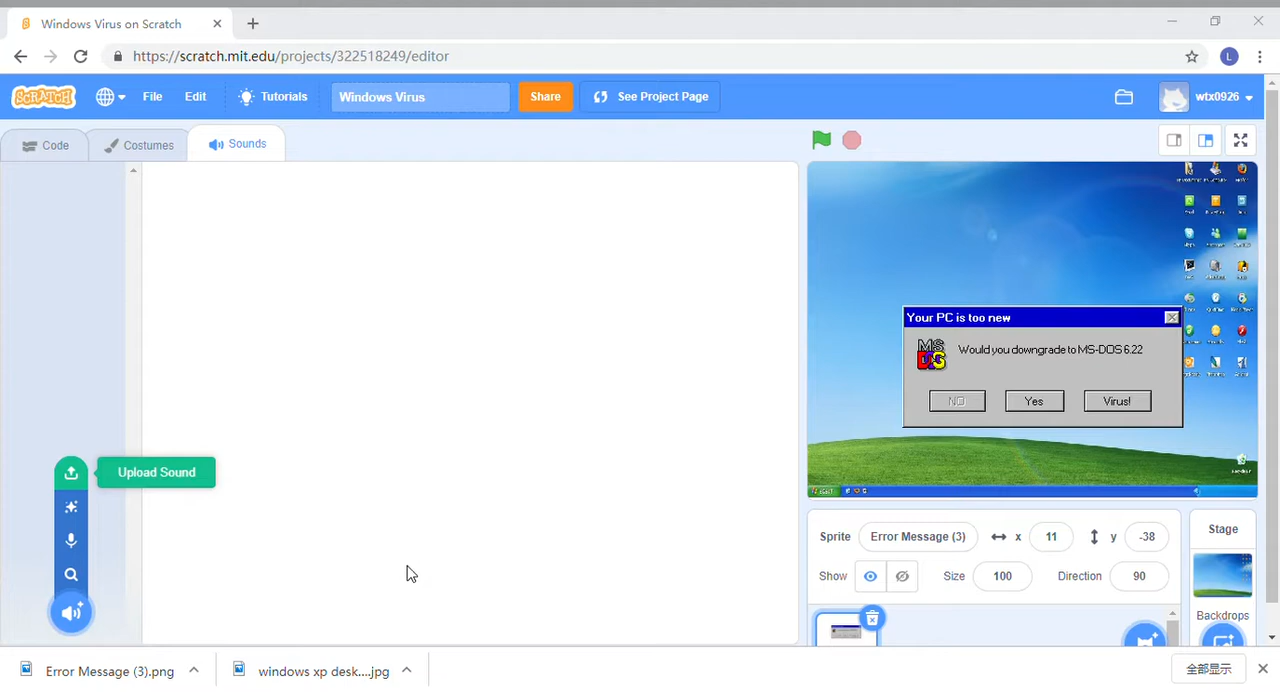 Windows Virus on Scratch
https://scratch.mit.edu/projects/322518249/editor
L
SCRATCH
File
Edit
Tutorials
Windows Virus
Share
See Project Page
wtx0926
Code
Costumes
Sounds
Your PC is too new
MS
Would you downgrade to MS-DOS 6.22
NO
Yes
Virus!
Upload Sound
Sprite
Error Message (3)
x
11
y
-38
Stage
Show
Size
100
Direction
90
Backdrops
Error Message (3).png
windows xp desk....jpg
全部显示